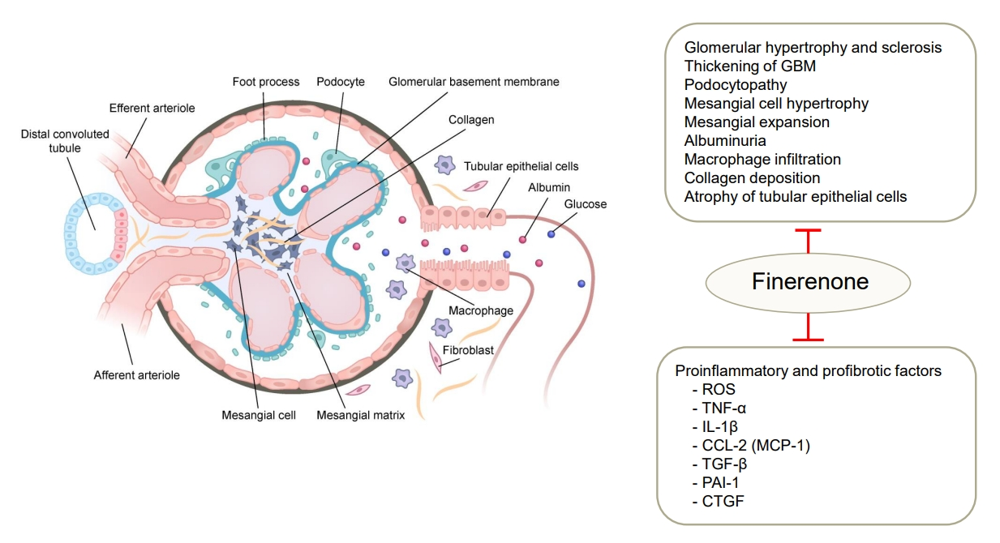 Foot process
Podocyte
Glomerular basement membrane
Efferent arteriole
Collagen
Distal convoluted
tubule
Tubular epithelial cells
Albumin
Glucose
Macrophage
Fibroblast
Afferent arteriole
Mesangial cell
Mesangial matrix
Glomerular hypertrophy and sclerosis
Thickening of GBM
Podocytopathy
Mesangial cell hypertrophy
Mesangial expansion
Albuminuria
Macrophage infiltration
Collagen deposition
Atrophy of tubular epithelial cells
Finerenone
Proinflammatory and profibrotic factors
- ROS
- TNF-α
- IL-1β
- CCL-2 (MCP-1)
- TGF-β
- PAI-1
- CTGF